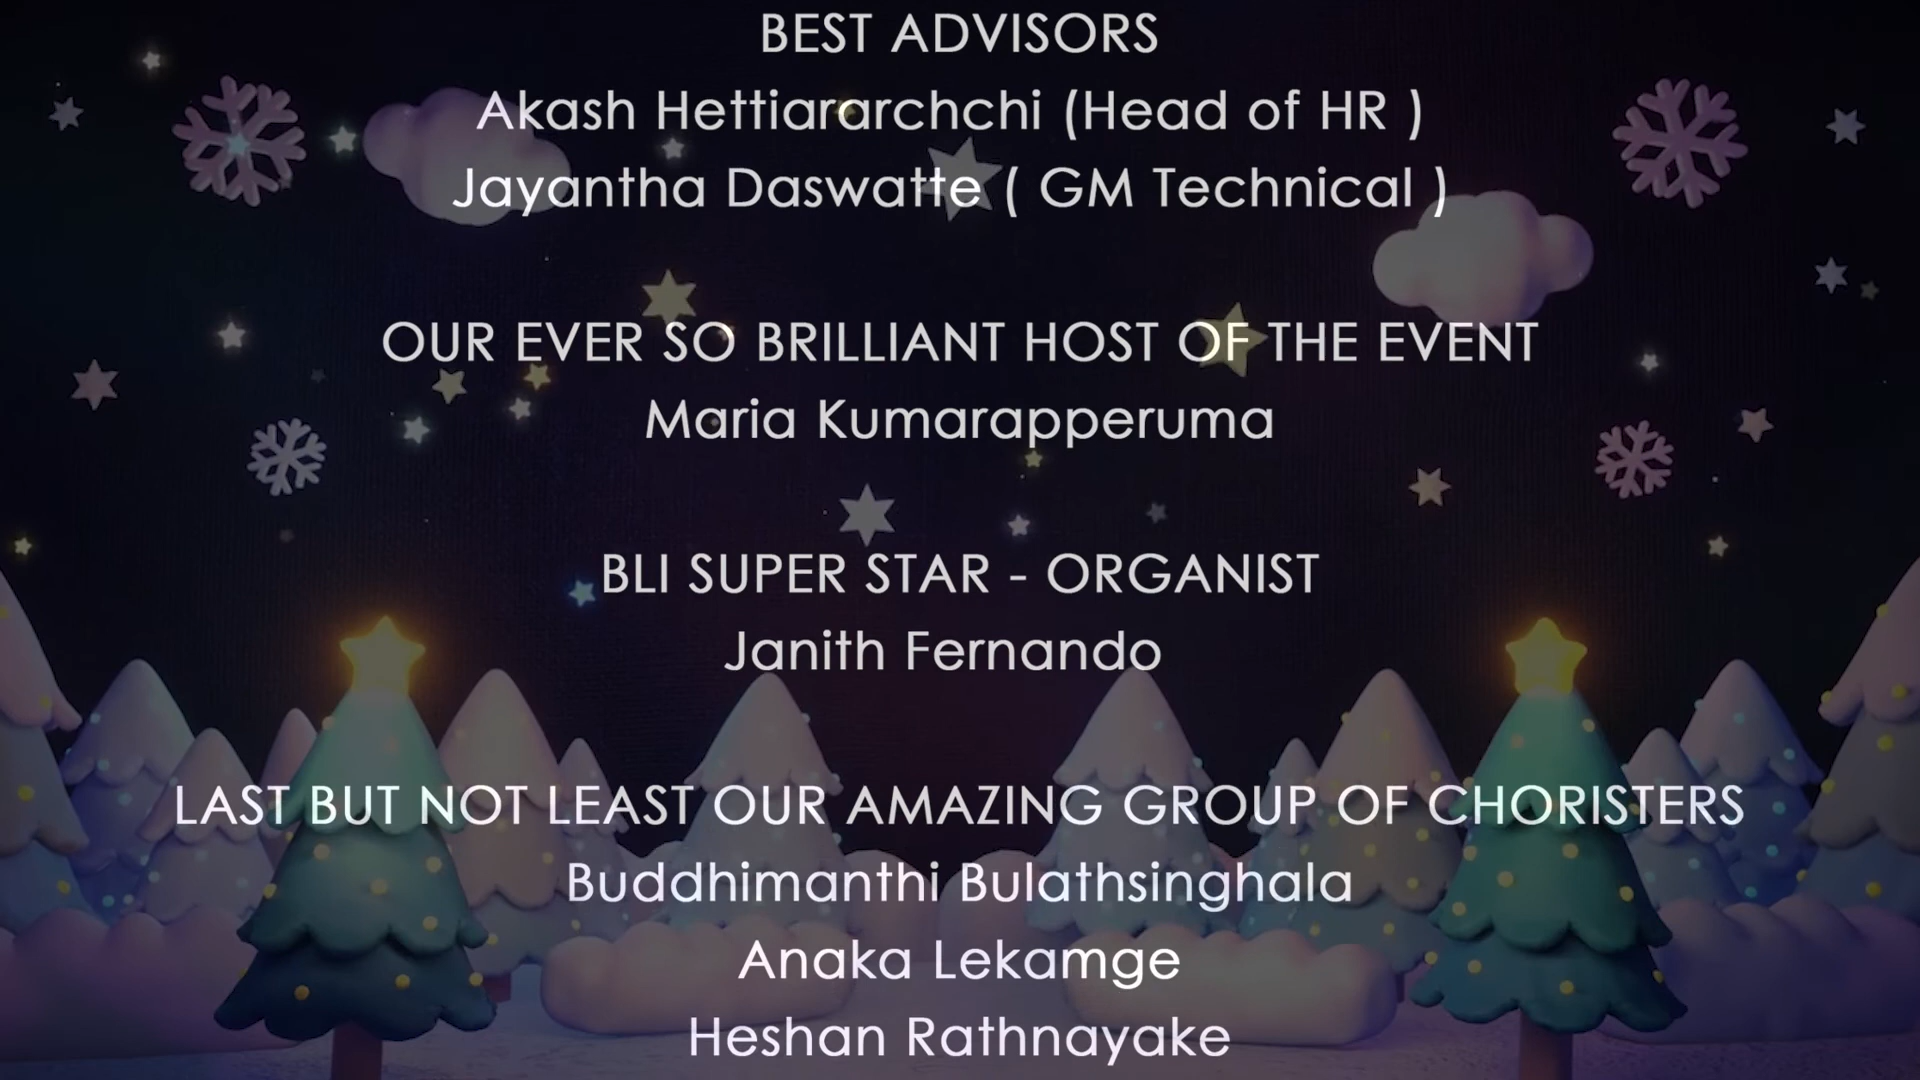 BEST ADVISORS
Akash Hettiararchchi (Head of HR )
Jayantha Daswatte ( GM Technical )
OUR EVER SO BRILLIANT HOST OF THE EVENT
Maria Kumarapperuma
BLI SUPER STAR - ORGANIST
Janith Fernando
LAST BUT NOT LEAST OUR AMAZING GROUP OF CHORISTERS
Buddhimanthi Bulathsinghala
Anaka Lekamge
Heshan Rathnayake